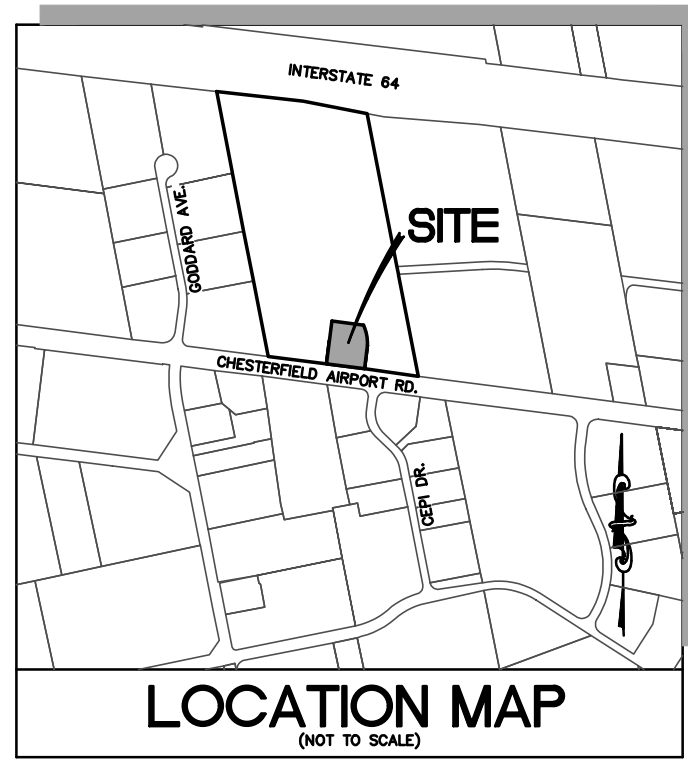 INTERSTATE 64
GODDARD AVE.
SITE
CHESTERFIELD AIRPORT RD.
CEPI DR.
LOCATION MAP
(NOT TO SCALE)